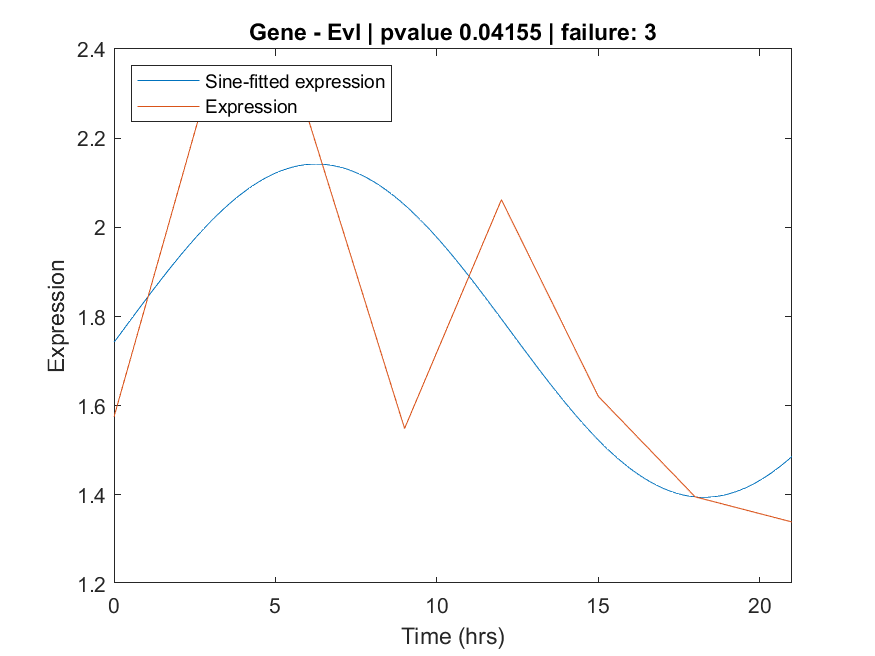 Gene - Evl | pvalue 0.04155 | failure: 3
2.4
2.2
2
1.8
1.6
1.4
1.2
Expression
Sine-fitted expression
Expression
0 5 10 15 20
Time (hrs)